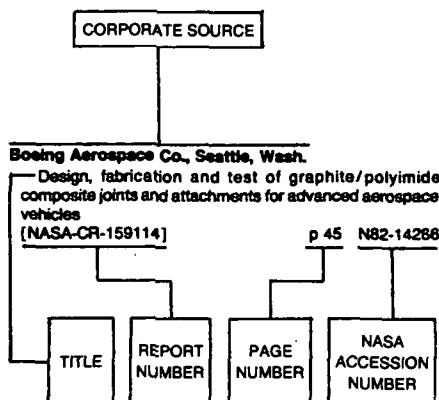 CORPORATE SOURCE
Boeing Aerospace Co., Seattle, Wash.
Design, fabrication and test of graphite/polyimide
composite joints and attachments for advanced aerospace
vehicles
[NASA-CR-159114] p 45 N82-14266
TITLE
REPORT
NUMBER
PAGE
NUMBER
NASA
ACCESSION
NUMBER